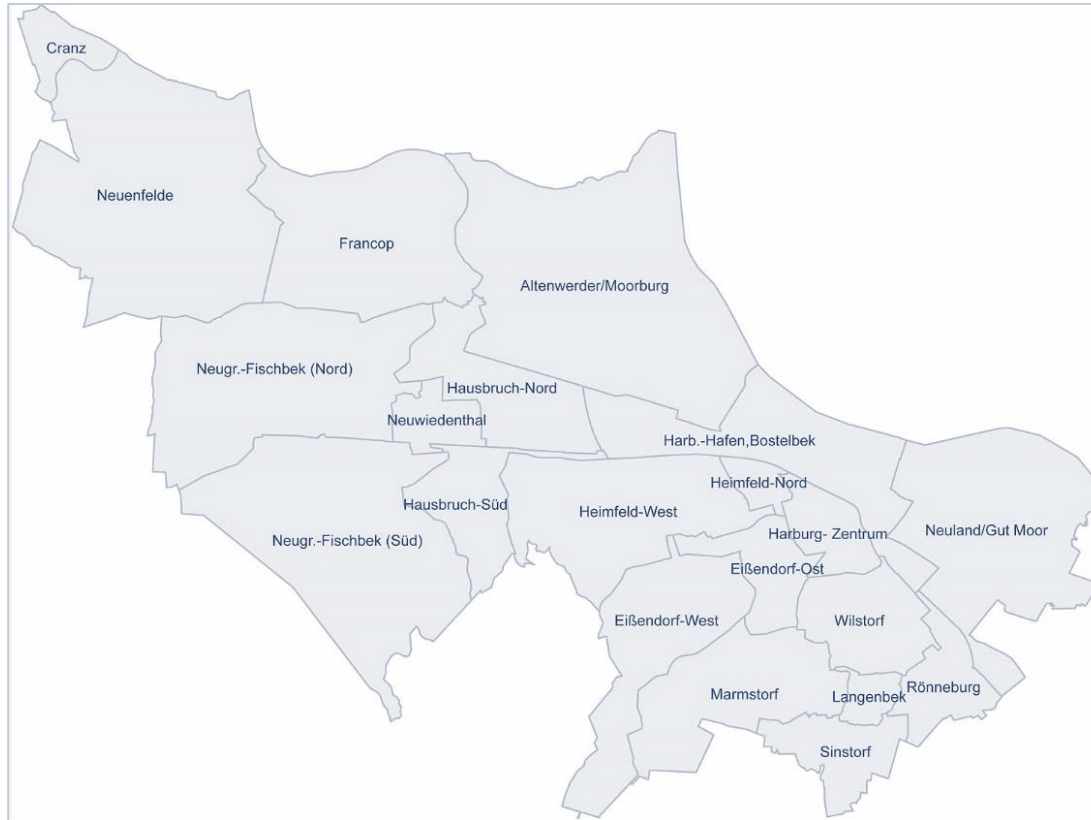 Cranz
Neuenfelde
Francop
Altenwerder/Moorburg
Neugr.-Fischbek (Nord)
Hausbruch-Nord
Neuwiedenthal
Harb.-Hafen,Bostelbek
Heimfeld-Nord
Hausbruch-Süd
Heimfeld-West
Neugr.-Fischbek (Süd)
Harburg- Zentrum
Neuland/Gut Moor
Eißendorf-Ost
Eißendorf-West
Wilstorf
Marmstorf
Langenbek
Rönneburg
Sinstorf